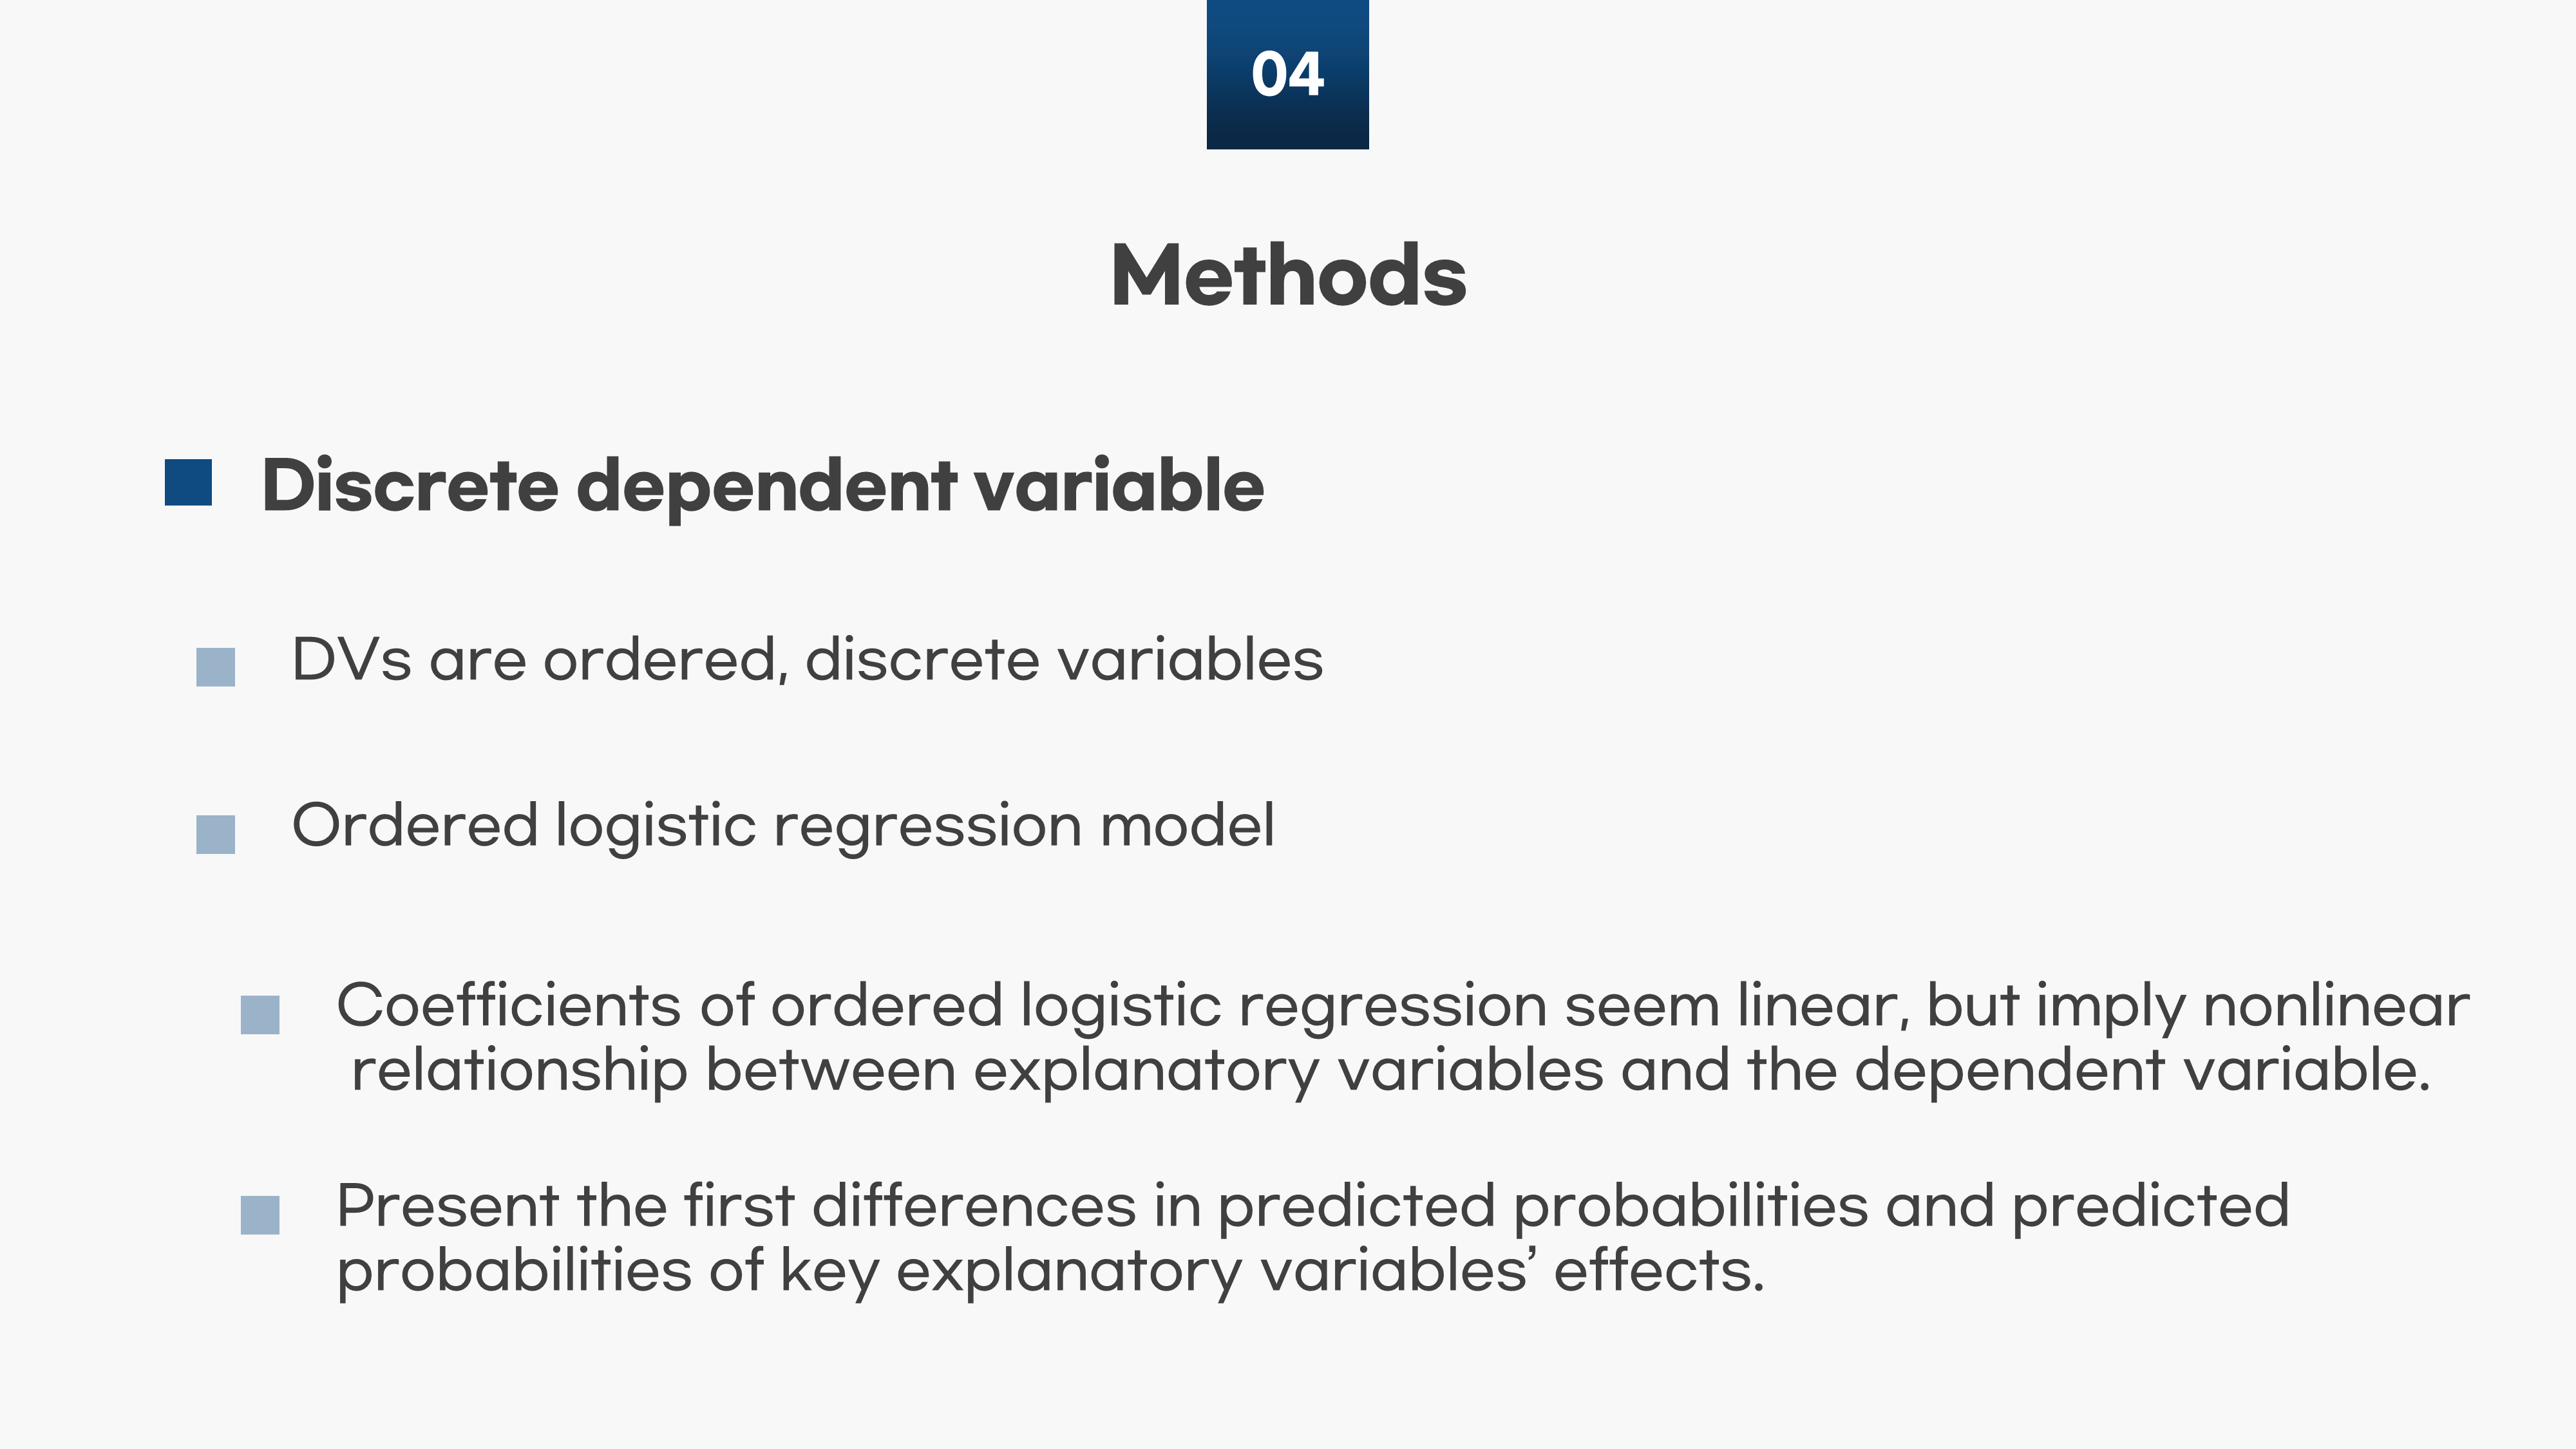 04
Methods
Discrete dependent variable
DVs are ordered, discrete variables
Ordered logistic regression model
Coefficients of ordered logistic regression seem linear, but imply nonlinear
relationship between explanatory variables and the dependent variable.
Present the first differences in predicted probabilities and predicted
probabilities of key explanatory variables’ effects.